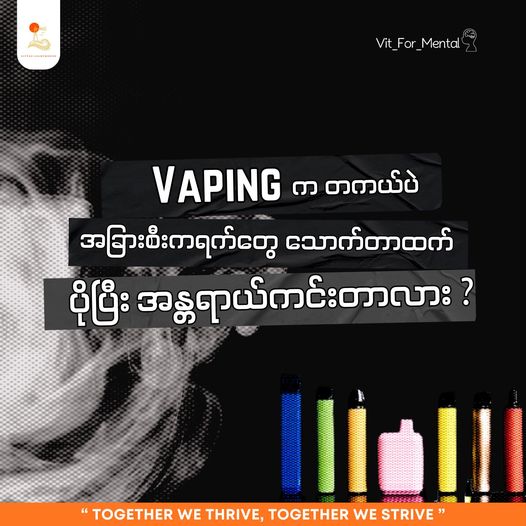 Vit_For_Mental
VAPING က တကယ်ပဲ
အခြားစီးကရက်တွေ သောက်တာထက်
ပိုပြီး အန္တရာယ်ကင်းတာလား ?
“ TOGETHER WE THRIVE, TOGETHER WE STRIVE ”